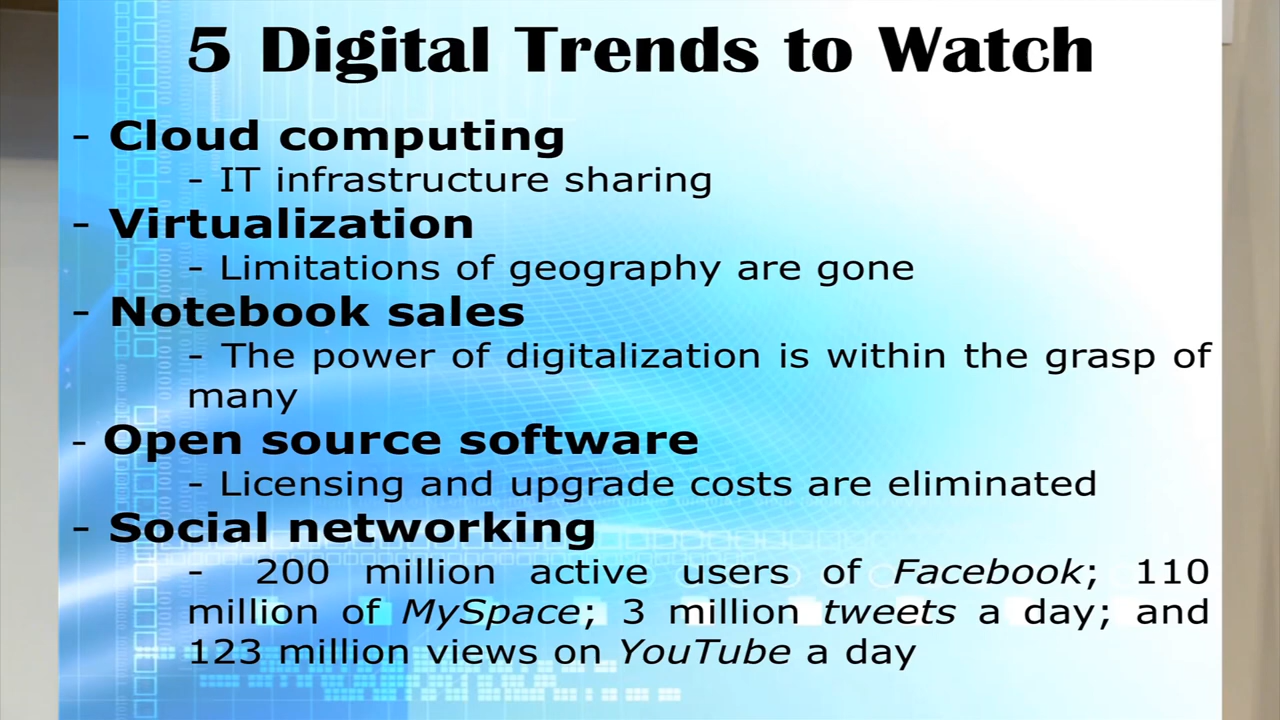 5 Digital Trends to Watch
- Cloud computing
- IT infrastructure sharing
- Virtualization
- Limitations of geography are gone
- Notebook sales
- The power of digitalization is within the grasp of
many
- Open source software
- Licensing and upgrade costs are eliminated
- Social networking
- 200 million active users of Facebook; 110
million of MySpace; 3 million tweets a day; and
123 million views on YouTube a day